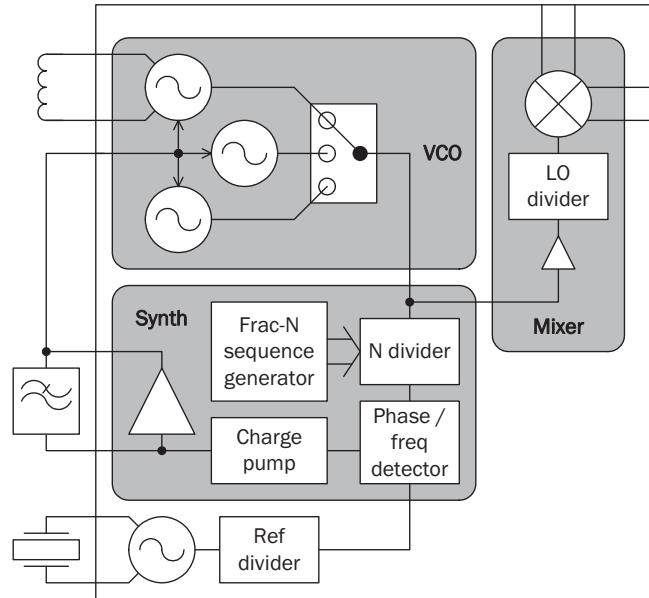 VCO
LO
divider
Synth
Frac-N
sequence
generator
N divider
Mixer
Charge
pump
Phase /
freq
detector
Ref
divider